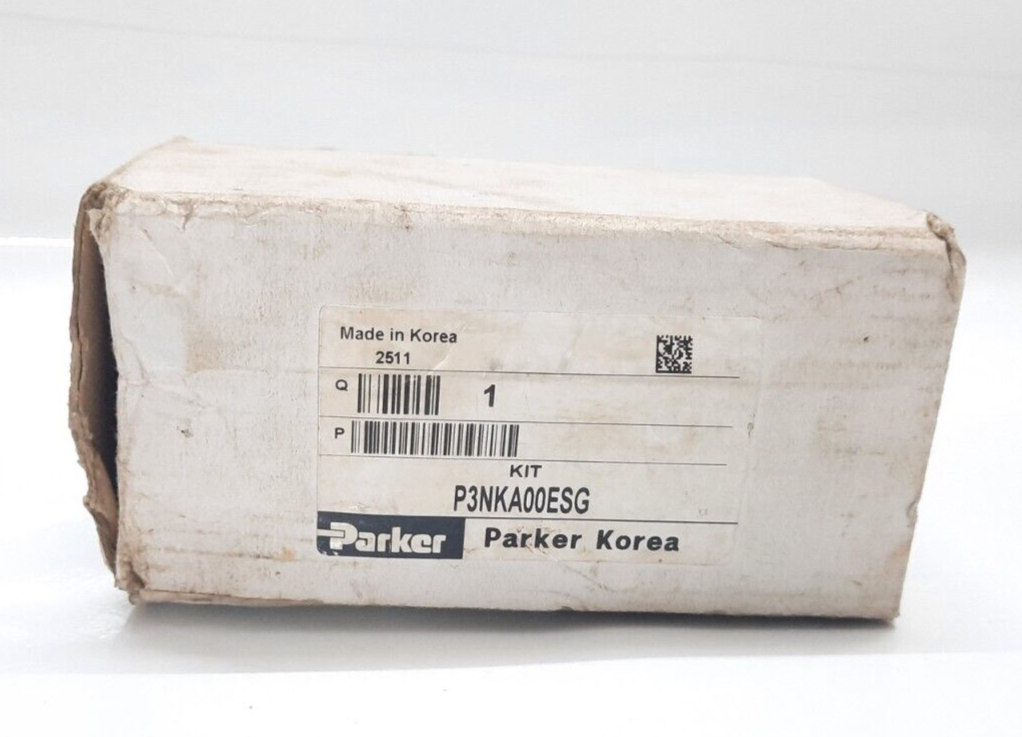 Made in Korea
2511
Q 1
P
KIT
P3NKA00ESG
Parker Parker Korea